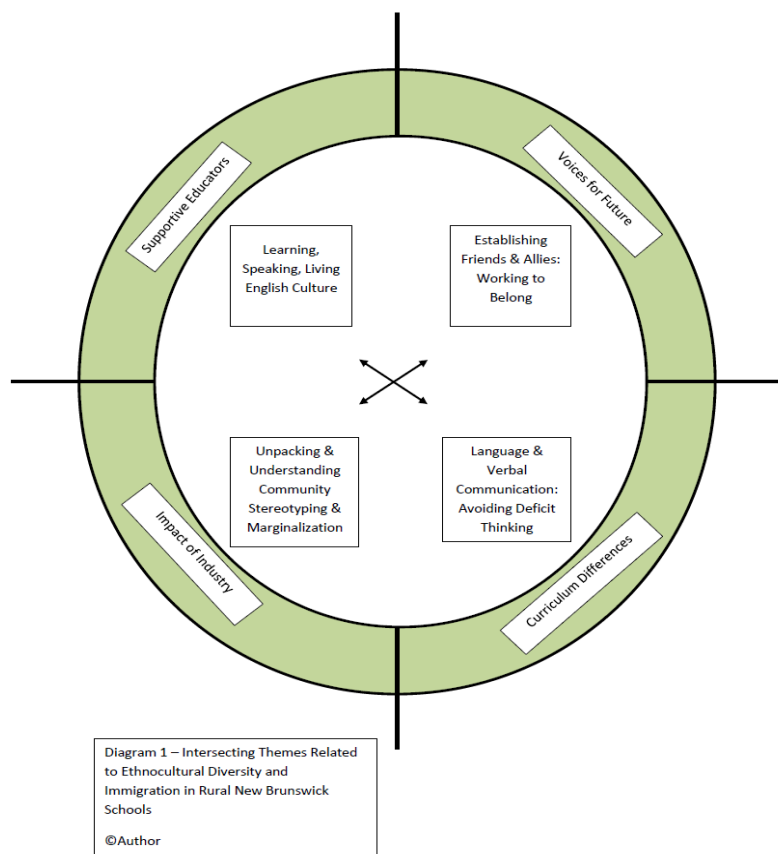 Supportive Educators
Voices for Future
Learning,
Speaking, Living
English Culture
Establishing
Friends & Allies:
Working to
Belong
Unpacking &
Understanding
Community
Stereotyping &
Marginalization
Language &
Verbal
Communication:
Avoiding Deficit
Thinking
Impact of Industry
Curriculum Differences
Diagram 1 – Intersecting Themes Related
to Ethnocultural Diversity and
Immigration in Rural New Brunswick
Schools
©Author